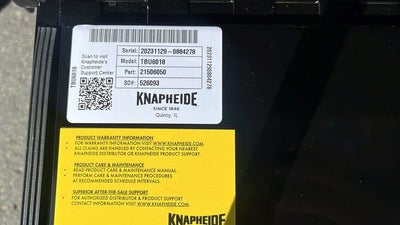 Scan to visit
Knapheide's
Customer
Support Center
TBU6018
Serial: 20231129-0884278
Model: TBU6018
Part: 21506050
SO#: 526093
202311290884278
KNAPHEIDE
SINCE 1848
Quincy, IL
PRODUCT WARRANTY INFORMATION
• FOR WARRANTY INFORMATION VISIT WWW.KNAPHEIDE.COM.
• ALL CLAIMS ARE HANDLED BY CONTACTING YOUR NEAREST
KNAPHEIDE DISTRIBUTOR OR KNAPHEIDE PRODUCT SUPPORT.
PRODUCT CARE & MAINTENANCE
• READ PRODUCT CARE & MAINTENANCE MANUAL.
• PERFORM CARE & MAINTENANCE PROCEDURES
AT RECOMMENDED SCHEDULE INTERVALS.
SUPERIOR AFTER-THE-SALE SUPPORT
• FOR AUTHORIZED DISTRIBUTOR & PRODUCT SUPPORT
CONTACT INFORMATION VISIT WWW.KNAPHEIDE.COM.
KNAPHEIDE